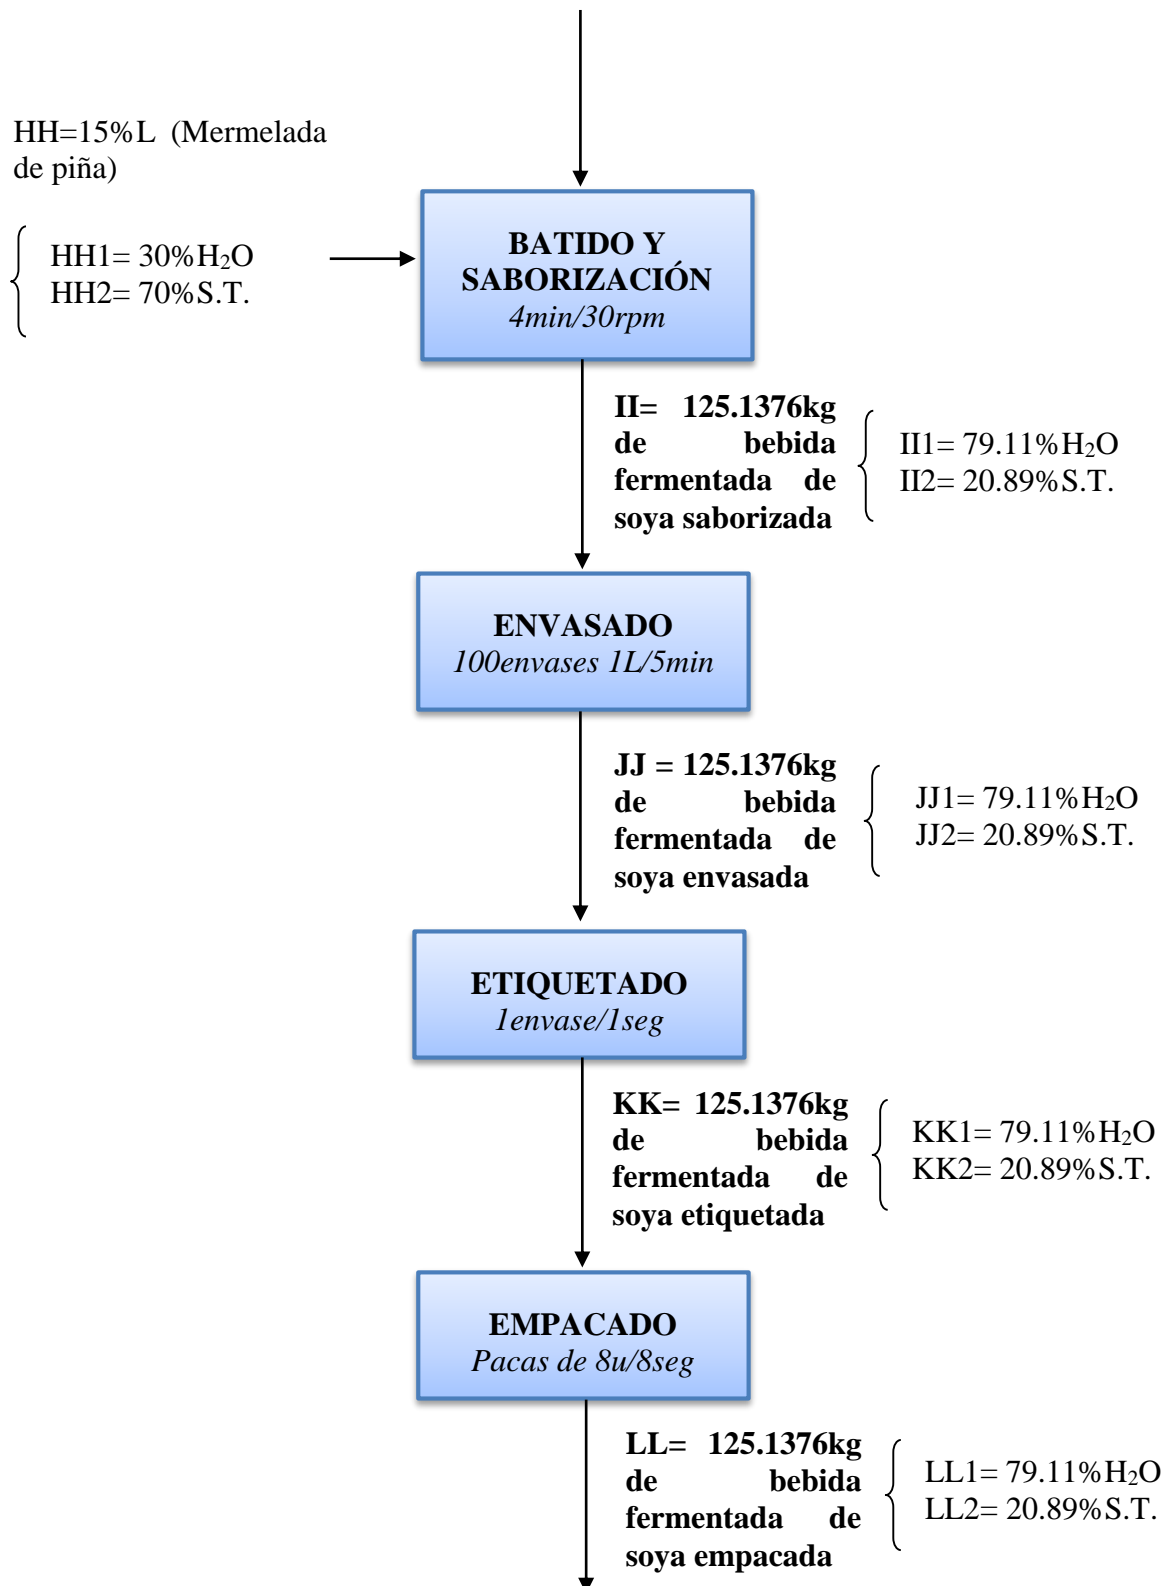 HH=15%L (Mermelada
de piña)
HH1= 30%H₂O
HH2= 70%S.T.
BATIDO Y
SABORIZACIÓN
4min/30rpm
II= 125.1376kg
de bebida
fermentada de
soya saborizada
II1= 79.11%H₂O
II2= 20.89%S.T.
ENVASADO
100envases 1L/5min
JJ = 125.1376kg
de bebida
fermentada de
soya envasada
JJ1= 79.11%H₂O
JJ2= 20.89%S.T.
ETIQUETADO
1envase/1seg
KK= 125.1376kg
de bebida
fermentada de
soya etiquetada
KK1= 79.11%H₂O
KK2= 20.89%S.T.
EMPACADO
Pacas de 8u/8seg
LL= 125.1376kg
de bebida
fermentada de
soya empacada
LL1= 79.11%H₂O
LL2= 20.89%S.T.